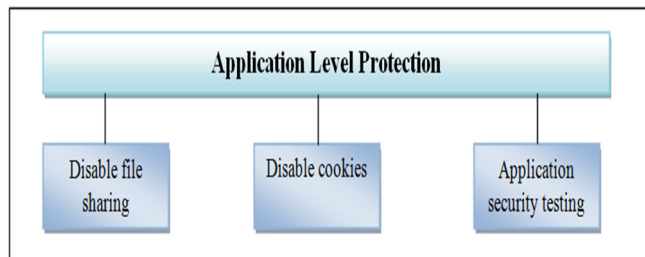 Application Level Protection
Disable file
sharing
Disable cookies
Application
security testing